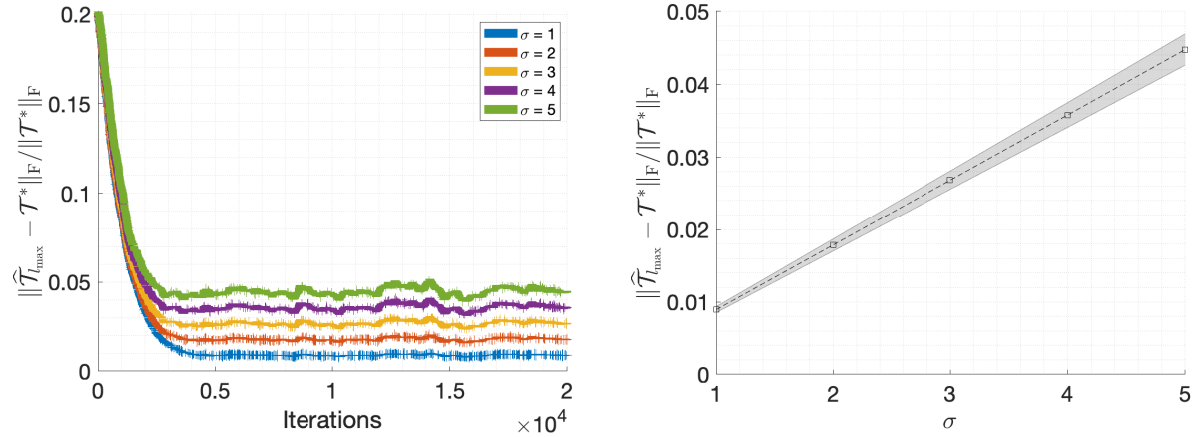 0.2
0.15
0.1
0.05
0
‖𝒯̂_{l_max} − 𝒯*‖_F/‖𝒯*‖_F
σ = 1
σ = 2
σ = 3
σ = 4
σ = 5
0 0.5 1 1.5 2
Iterations
×10⁴
0.05
0.04
0.03
0.02
0.01
0
‖𝒯̂_{l_max} − 𝒯*‖_F/‖𝒯*‖_F
1 2 3 4 5
σ